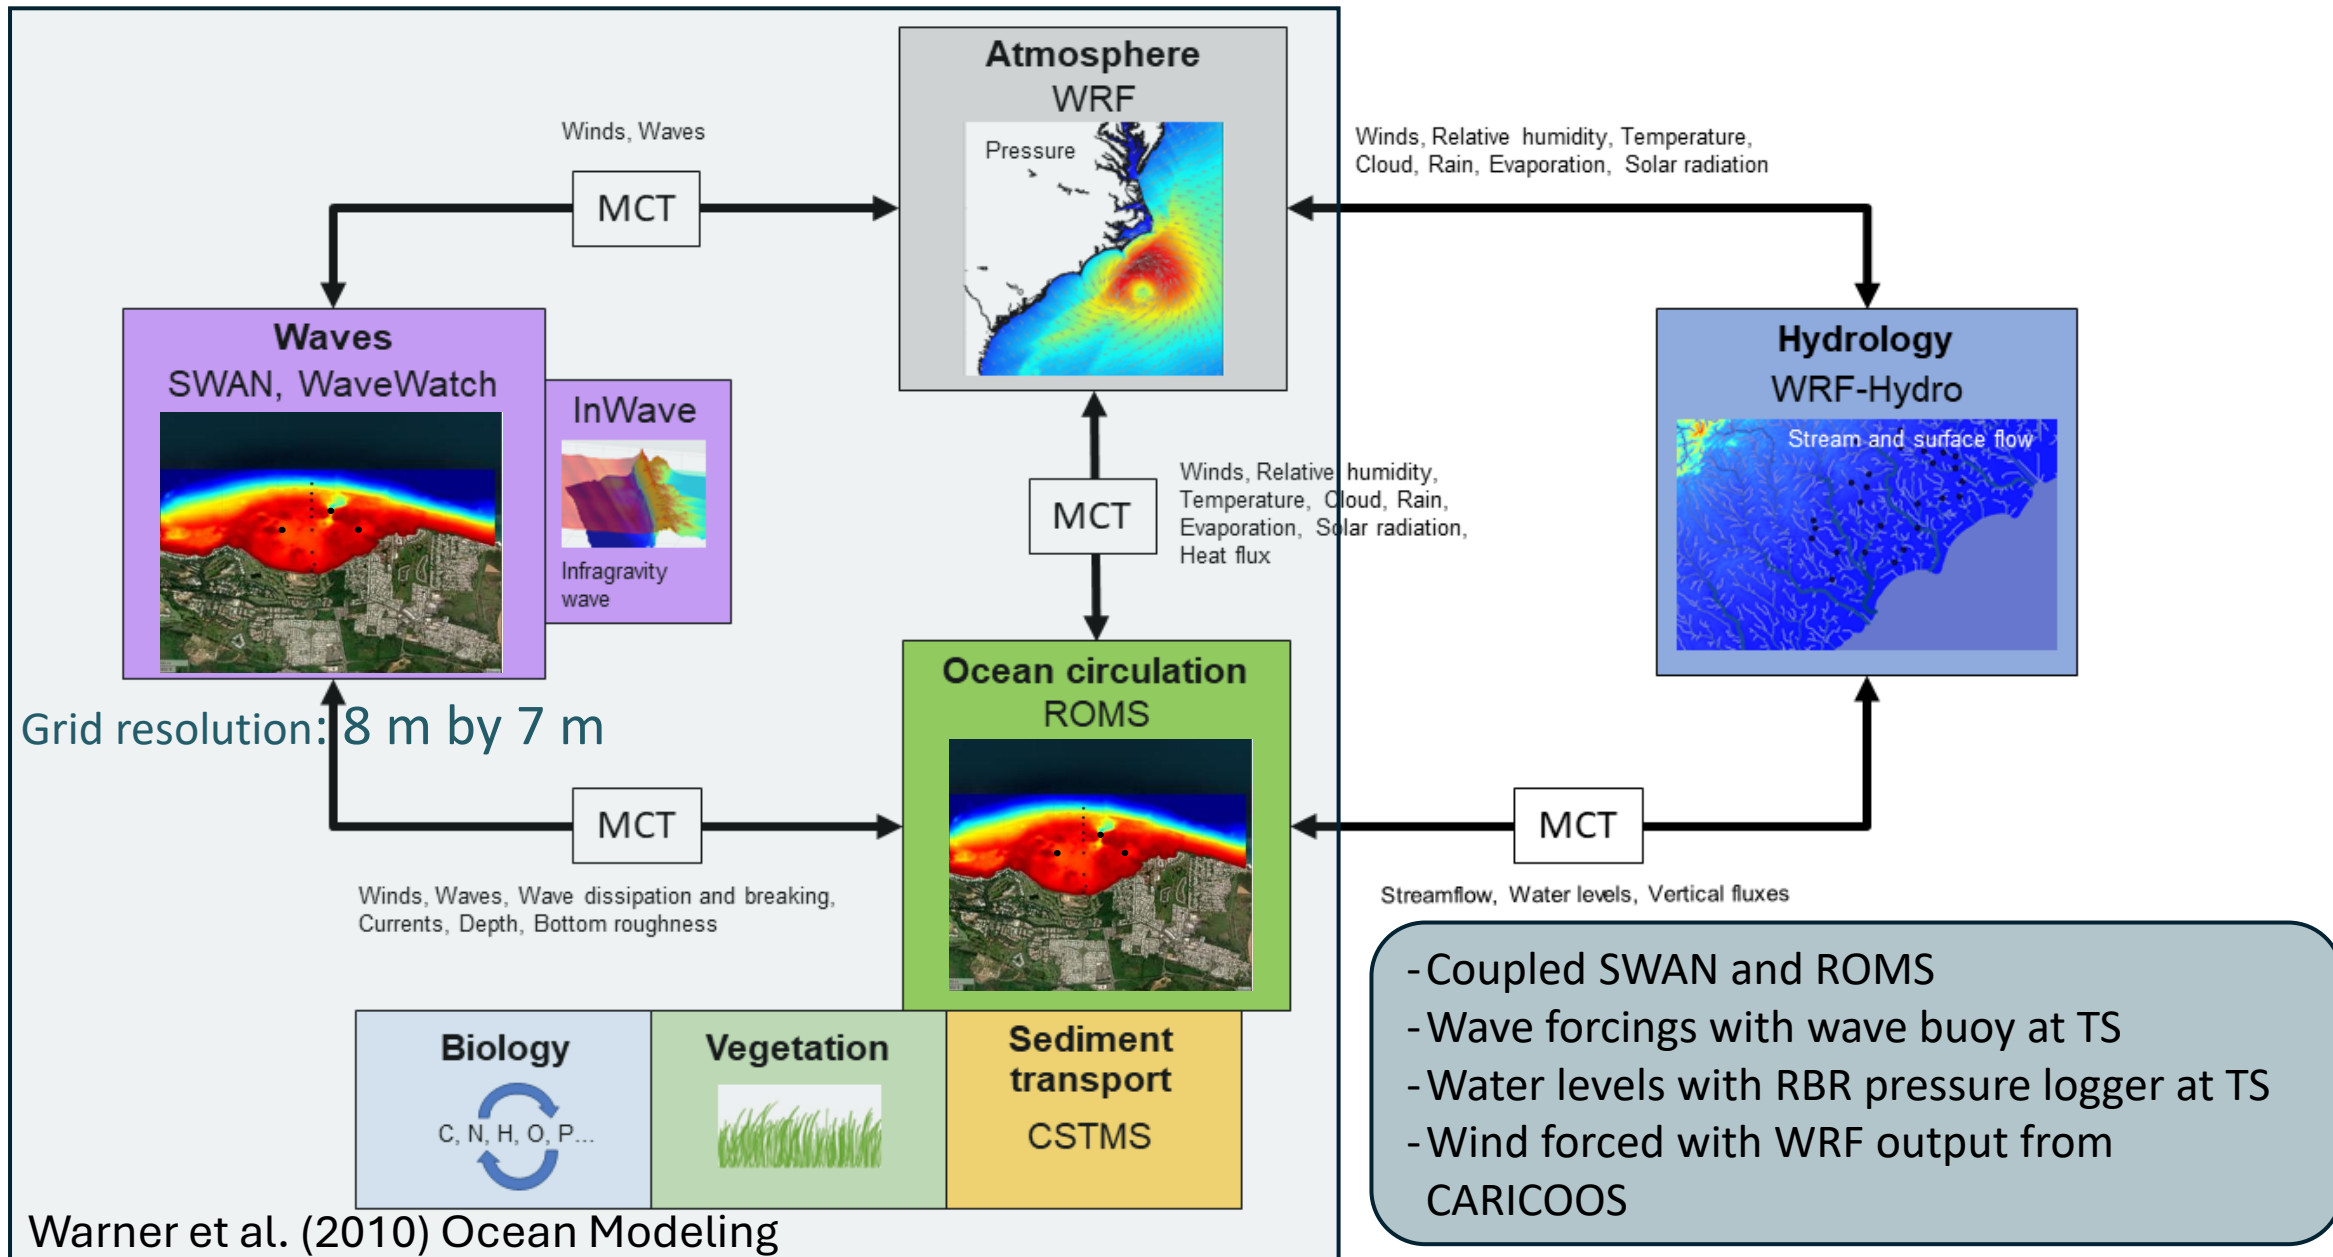 Atmosphere
WRF
Pressure
Winds, Waves
MCT
Winds, Relative humidity, Temperature,
Cloud, Rain, Evaporation, Solar radiation
Waves
SWAN, WaveWatch
InWave
Infragravity
wave
Hydrology
WRF-Hydro
Stream and surface flow
MCT
Winds, Relative humidity,
Temperature, Cloud, Rain,
Evaporation, Solar radiation,
Heat flux
Grid resolution: 8 m by 7 m
Ocean circulation
ROMS
MCT
Winds, Waves, Wave dissipation and breaking,
Currents, Depth, Bottom roughness
MCT
Streamflow, Water levels, Vertical fluxes
Biology
C, N, H, O, P...
Vegetation
Sediment
transport
CSTMS
-Coupled SWAN and ROMS
-Wave forcings with wave buoy at TS
-Water levels with RBR pressure logger at TS
-Wind forced with WRF output from
CARICOOS
Warner et al. (2010) Ocean Modeling